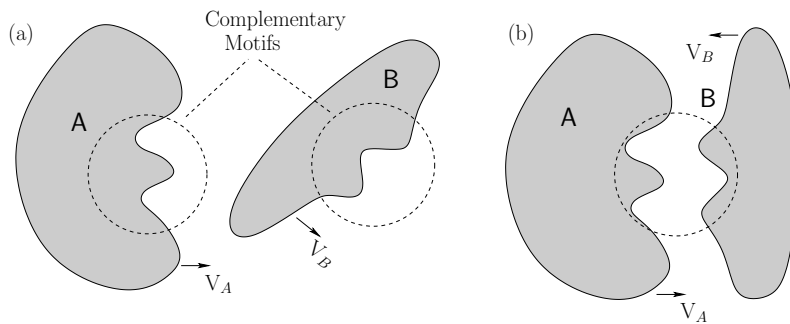 (a)
Complementary
Motifs
A
B
V_A
V_B
(b)
V_B
B
A
V_A